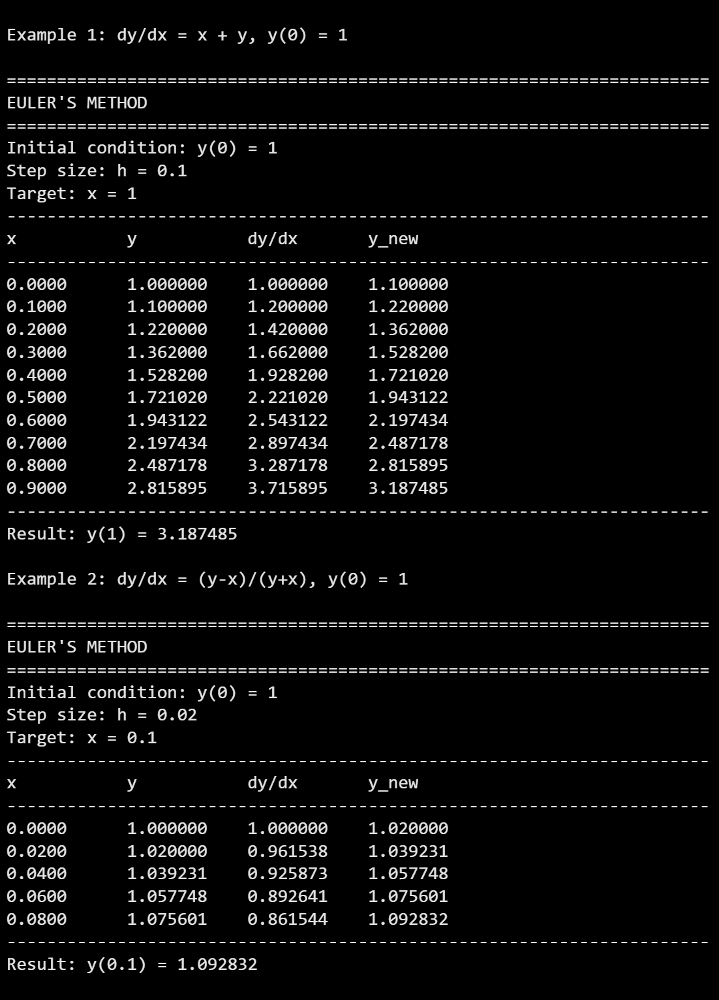 Example 1: dy/dx = x + y, y(0) = 1
======================================================================
EULER'S METHOD
======================================================================
Initial condition: y(0) = 1
Step size: h = 0.1
Target: x = 1
----------------------------------------------------------------------
x           y           dy/dx       y_new
----------------------------------------------------------------------
0.0000      1.000000    1.000000    1.100000
0.1000      1.100000    1.200000    1.220000
0.2000      1.220000    1.420000    1.362000
0.3000      1.362000    1.662000    1.528200
0.4000      1.528200    1.928200    1.721020
0.5000      1.721020    2.221020    1.943122
0.6000      1.943122    2.543122    2.197434
0.7000      2.197434    2.897434    2.487178
0.8000      2.487178    3.287178    2.815895
0.9000      2.815895    3.715895    3.187485
----------------------------------------------------------------------
Result: y(1) = 3.187485
Example 2: dy/dx = (y-x)/(y+x), y(0) = 1
======================================================================
EULER'S METHOD
======================================================================
Initial condition: y(0) = 1
Step size: h = 0.02
Target: x = 0.1
----------------------------------------------------------------------
x           y           dy/dx       y_new
----------------------------------------------------------------------
0.0000      1.000000    1.000000    1.020000
0.0200      1.020000    0.961538    1.039231
0.0400      1.039231    0.925873    1.057748
0.0600      1.057748    0.892641    1.075601
0.0800      1.075601    0.861544    1.092832
----------------------------------------------------------------------
Result: y(0.1) = 1.092832